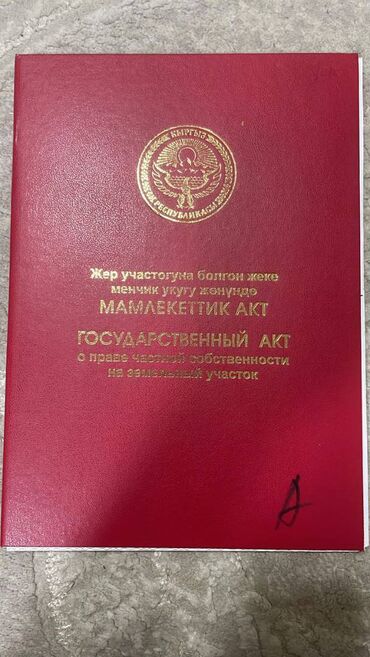 КЫРГЫЗ
РЕСПУБЛИКАСЫ
Жер участогуна болгон жеке
менчик укугу жөнүндө
МАМЛЕКЕТТИК АКТ
ГОСУДАРСТВЕННЫЙ АКТ
о праве частной собственности
на земельный участок